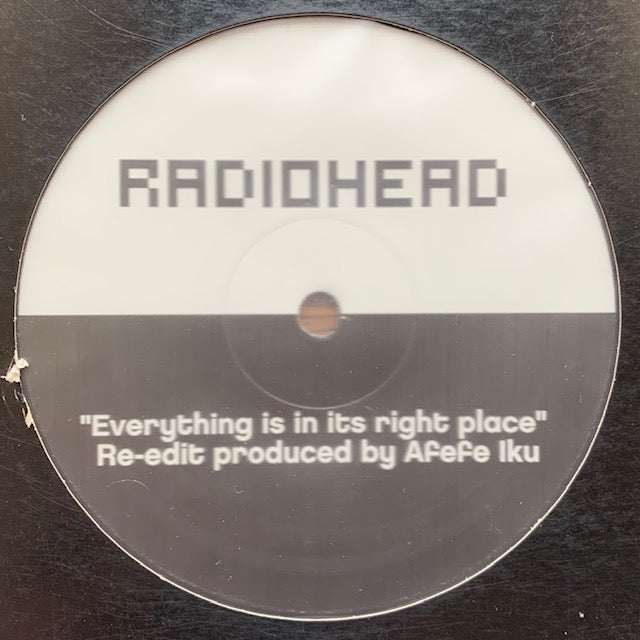 RADIOHEAD
"Everything is in its right place"
Re-edit produced by Afefe Iku